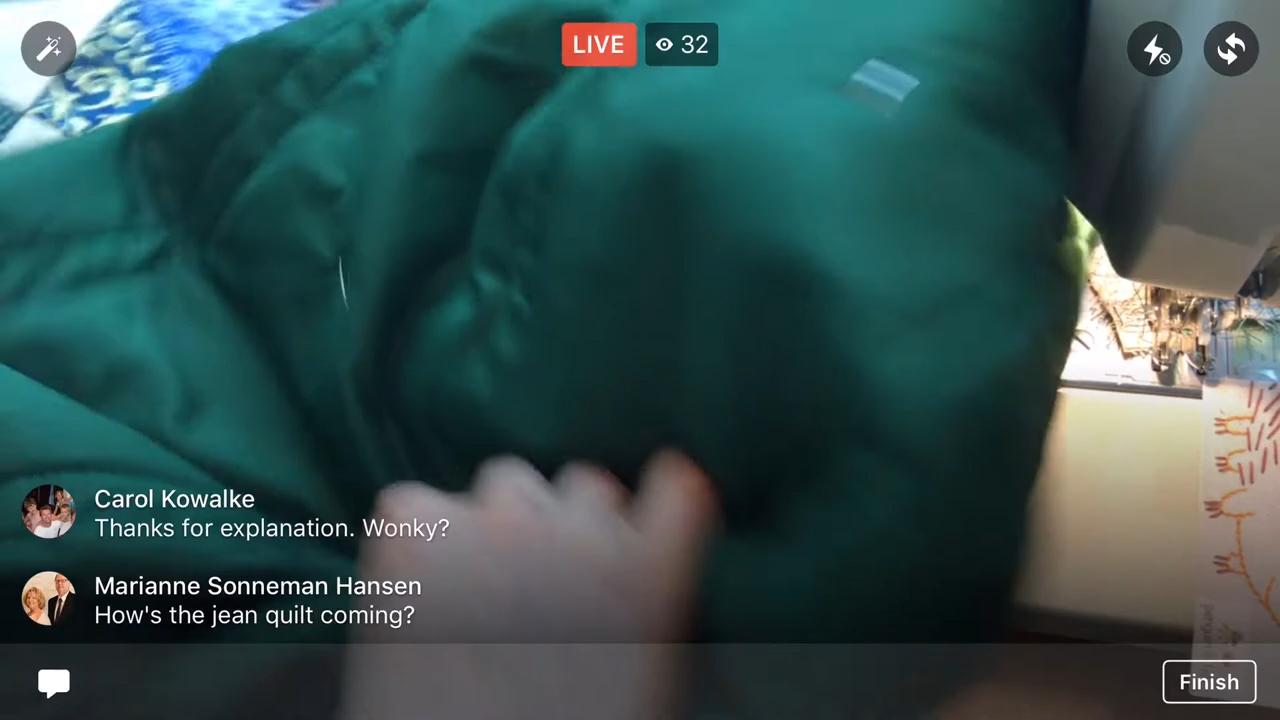 LIVE 32
Carol Kowalke
Thanks for explanation. Wonky?
Marianne Sonneman Hansen
How's the jean quilt coming?
Finish